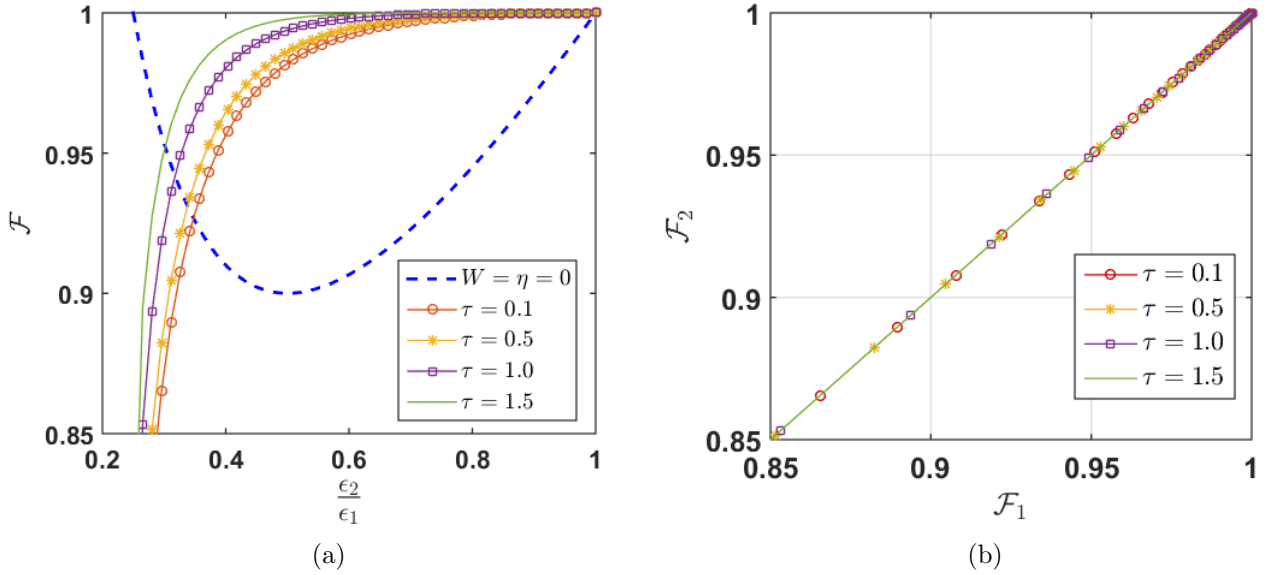 1
0.95
0.9
0.85
𝓕
0.2 0.4 0.6 0.8 1
ϵ₂/ϵ₁
W = η = 0
τ = 0.1
τ = 0.5
τ = 1.0
τ = 1.5
(a)
1
0.95
0.9
0.85
𝓕₂
0.85 0.9 0.95 1
𝓕₁
τ = 0.1
τ = 0.5
τ = 1.0
τ = 1.5
(b)